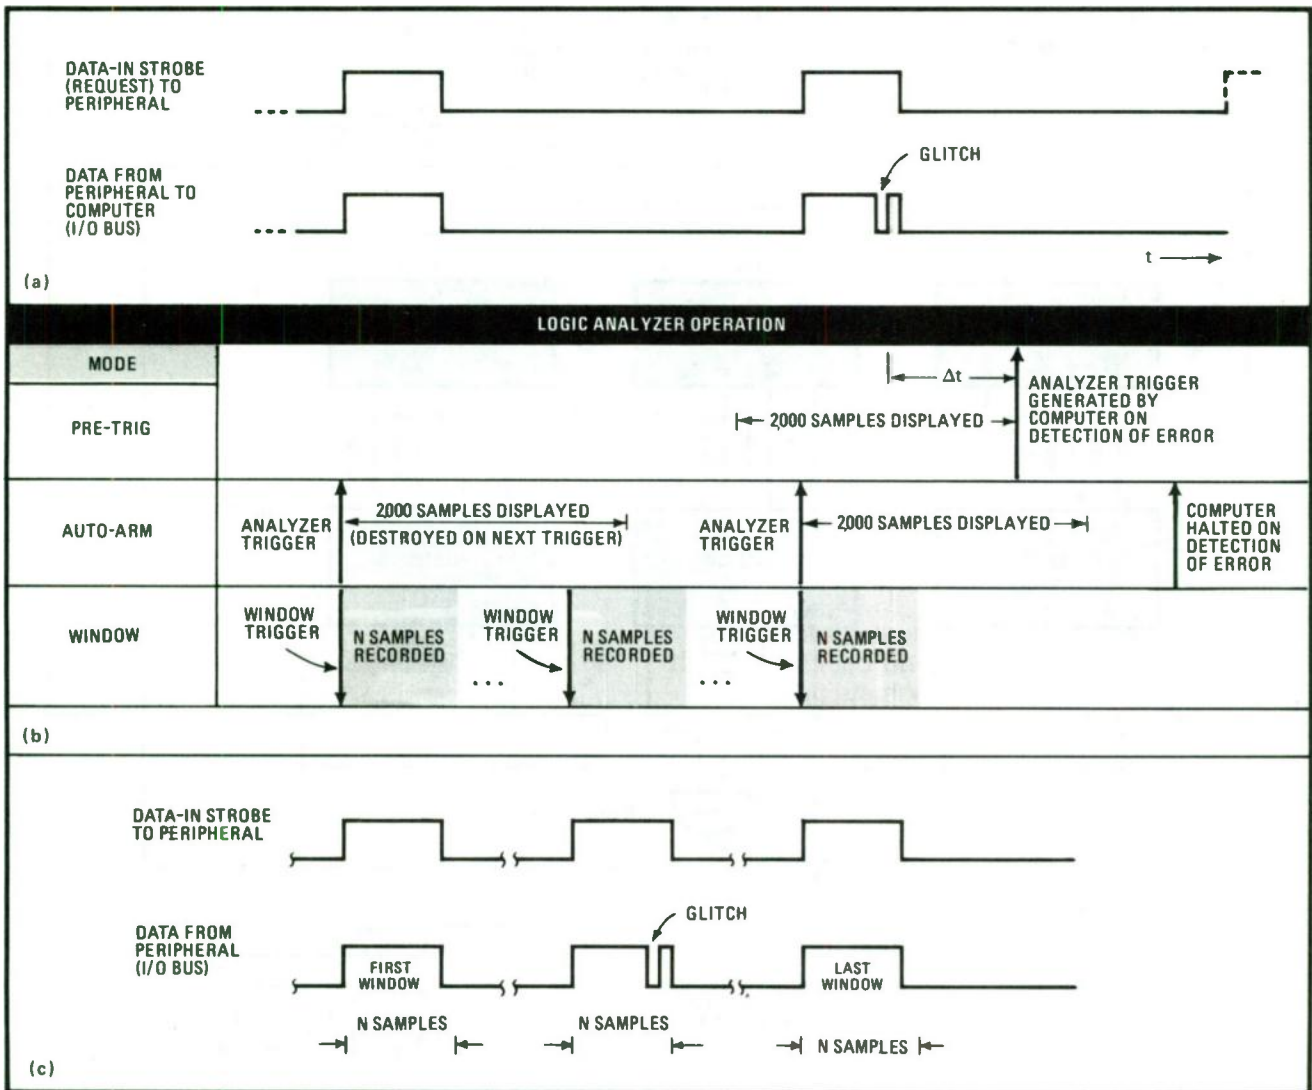 DATA-IN STROBE
(REQUEST) TO
PERIPHERAL
GLITCH
DATA FROM
PERIPHERAL TO
COMPUTER
(I/O BUS)
t
(a)
LOGIC ANALYZER OPERATION
MODE
PRE-TRIG
Δt
2,000 SAMPLES DISPLAYED
ANALYZER TRIGGER
GENERATED BY
COMPUTER ON
DETECTION OF ERROR
AUTO-ARM
ANALYZER
TRIGGER
2,000 SAMPLES DISPLAYED
(DESTROYED ON NEXT TRIGGER)
ANALYZER
TRIGGER
2,000 SAMPLES DISPLAYED
COMPUTER
HALTED ON
DETECTION
OF ERROR
WINDOW
WINDOW
TRIGGER
N SAMPLES
RECORDED
...
WINDOW
TRIGGER
N SAMPLES
RECORDED
...
WINDOW
TRIGGER
N SAMPLES
RECORDED
(b)
DATA-IN STROBE
TO PERIPHERAL
GLITCH
DATA FROM
PERIPHERAL
(I/O BUS)
FIRST
WINDOW
LAST
WINDOW
N SAMPLES
N SAMPLES
N SAMPLES
(c)